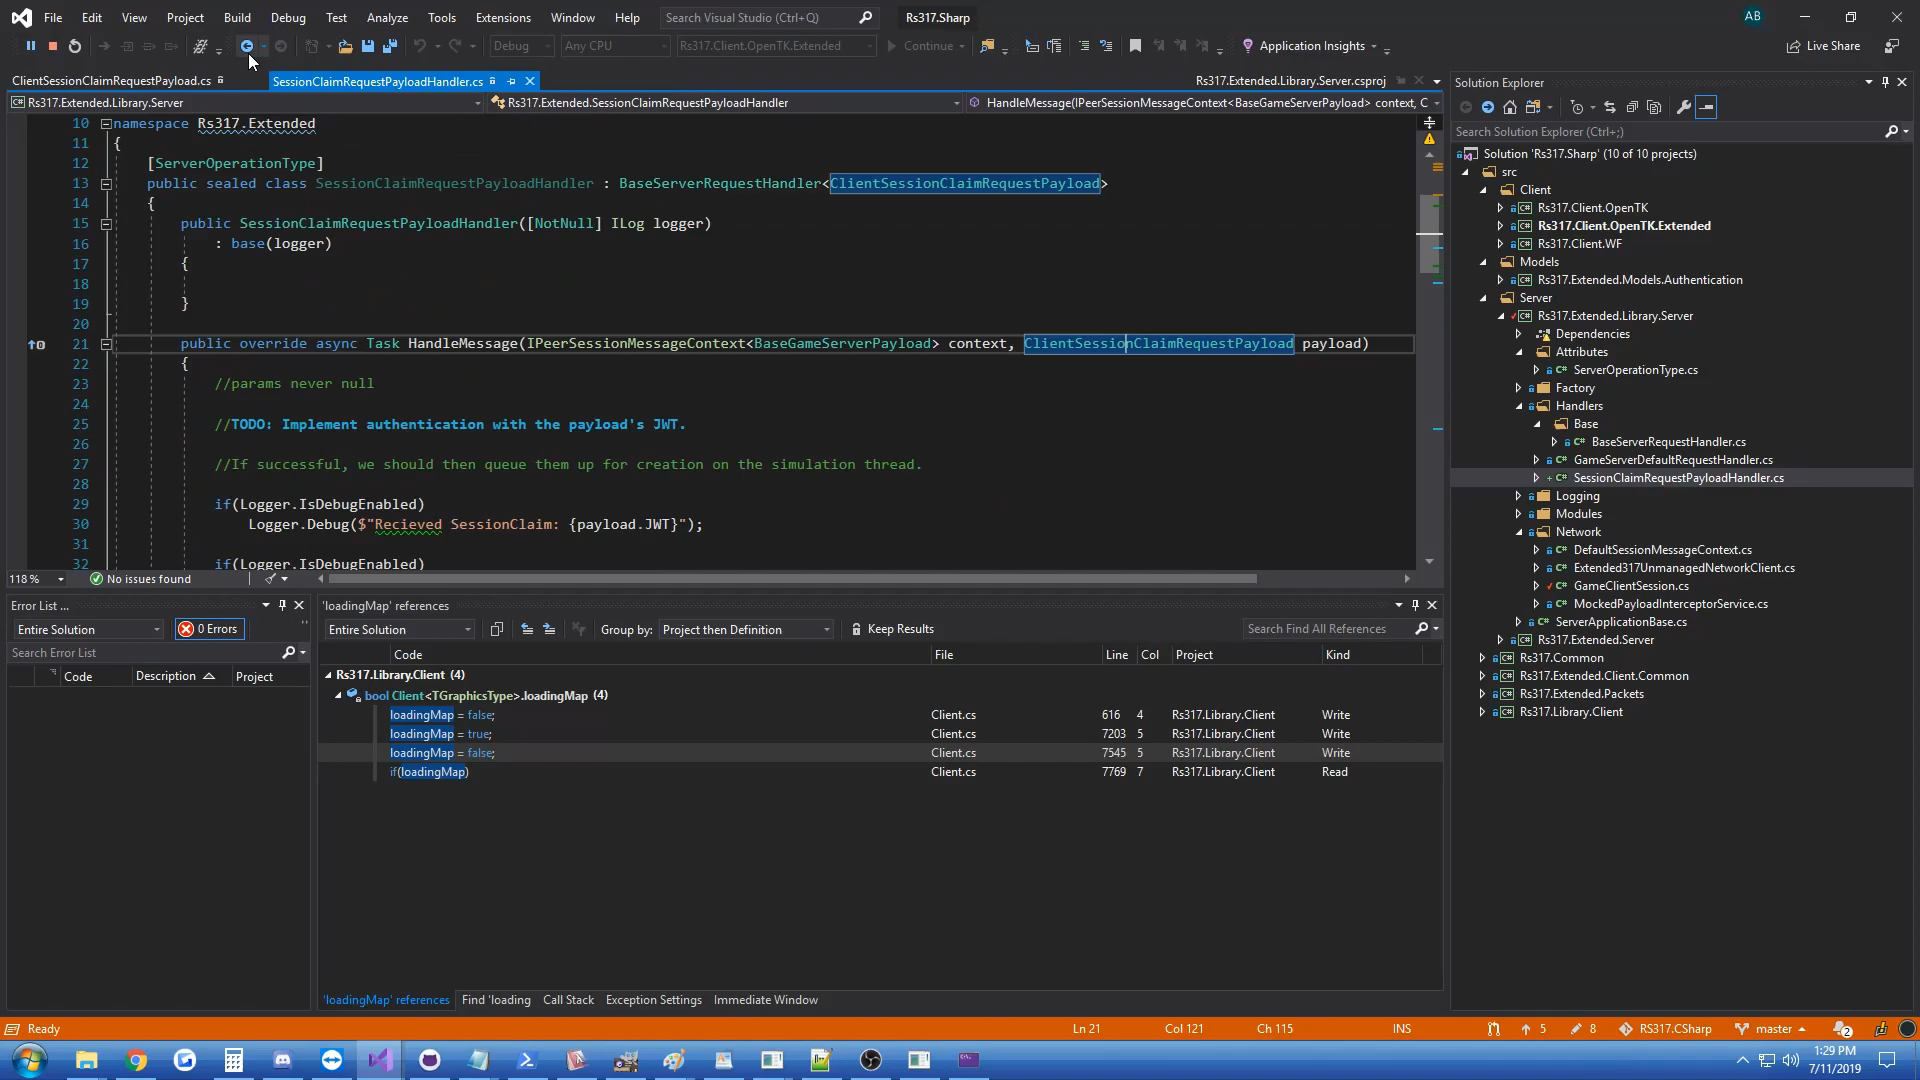 File Edit View Project Build Debug Test Analyze Tools Extensions Window Help Search Visual Studio (Ctrl+Q) Rs317.Sharp AB
Debug Any CPU Rs317.Client.OpenTK.Extended Continue Application Insights Live Share
ClientSessionClaimRequestPayload.cs SessionClaimRequestPayloadHandler.cs Rs317.Extended.Library.Server.csproj
Rs317.Extended.Library.Server Rs317.Extended.SessionClaimRequestPayloadHandler HandleMessage(IPeerSessionMessageContext<BaseGameServerPayload> context, C
10 namespace Rs317.Extended
11 {
12 [ServerOperationType]
13 public sealed class SessionClaimRequestPayloadHandler : BaseServerRequestHandler<ClientSessionClaimRequestPayload>
14 {
15 public SessionClaimRequestPayloadHandler([NotNull] ILog logger)
16 : base(logger)
17 {
18
19 }
20
21 public override async Task HandleMessage(IPeerSessionMessageContext<BaseGameServerPayload> context, ClientSessionClaimRequestPayload payload)
22 {
23 //params never null
24
25 //TODO: Implement authentication with the payload's JWT.
26
27 //If successful, we should then queue them up for creation on the simulation thread.
28
29 if(Logger.IsDebugEnabled)
30 Logger.Debug($"Recieved SessionClaim: {payload.JWT}");
31
32 if(Logger.IsDebugEnabled)
118 % No issues found
Error List ...
Entire Solution 0 Errors
Search Error List
Code Description Project
'loadingMap' references
Entire Solution Group by: Project then Definition Keep Results Search Find All References
Code File Line Col Project Kind
Rs317.Library.Client (4)
bool Client<TGraphicsType>.loadingMap (4)
loadingMap = false; Client.cs 616 4 Rs317.Library.Client Write
loadingMap = true; Client.cs 7203 5 Rs317.Library.Client Write
loadingMap = false; Client.cs 7545 5 Rs317.Library.Client Write
if(loadingMap) Client.cs 7769 7 Rs317.Library.Client Read
'loadingMap' references Find 'loading Call Stack Exception Settings Immediate Window
Solution Explorer
Search Solution Explorer (Ctrl+;)
Solution 'Rs317.Sharp' (10 of 10 projects)
src
Client
Rs317.Client.OpenTK
Rs317.Client.OpenTK.Extended
Rs317.Client.WF
Models
Rs317.Extended.Models.Authentication
Server
Rs317.Extended.Library.Server
Dependencies
Attributes
ServerOperationType.cs
Factory
Handlers
Base
BaseServerRequestHandler.cs
GameServerDefaultRequestHandler.cs
SessionClaimRequestPayloadHandler.cs
Logging
Modules
Network
DefaultSessionMessageContext.cs
Extended317UnmanagedNetworkClient.cs
GameClientSession.cs
MockedPayloadInterceptorService.cs
ServerApplicationBase.cs
Rs317.Extended.Server
Rs317.Common
Rs317.Extended.Client.Common
Rs317.Extended.Packets
Rs317.Library.Client
Ready Ln 21 Col 121 Ch 115 INS 5 8 RS317.CSharp master 2
1:29 PM
7/11/2019